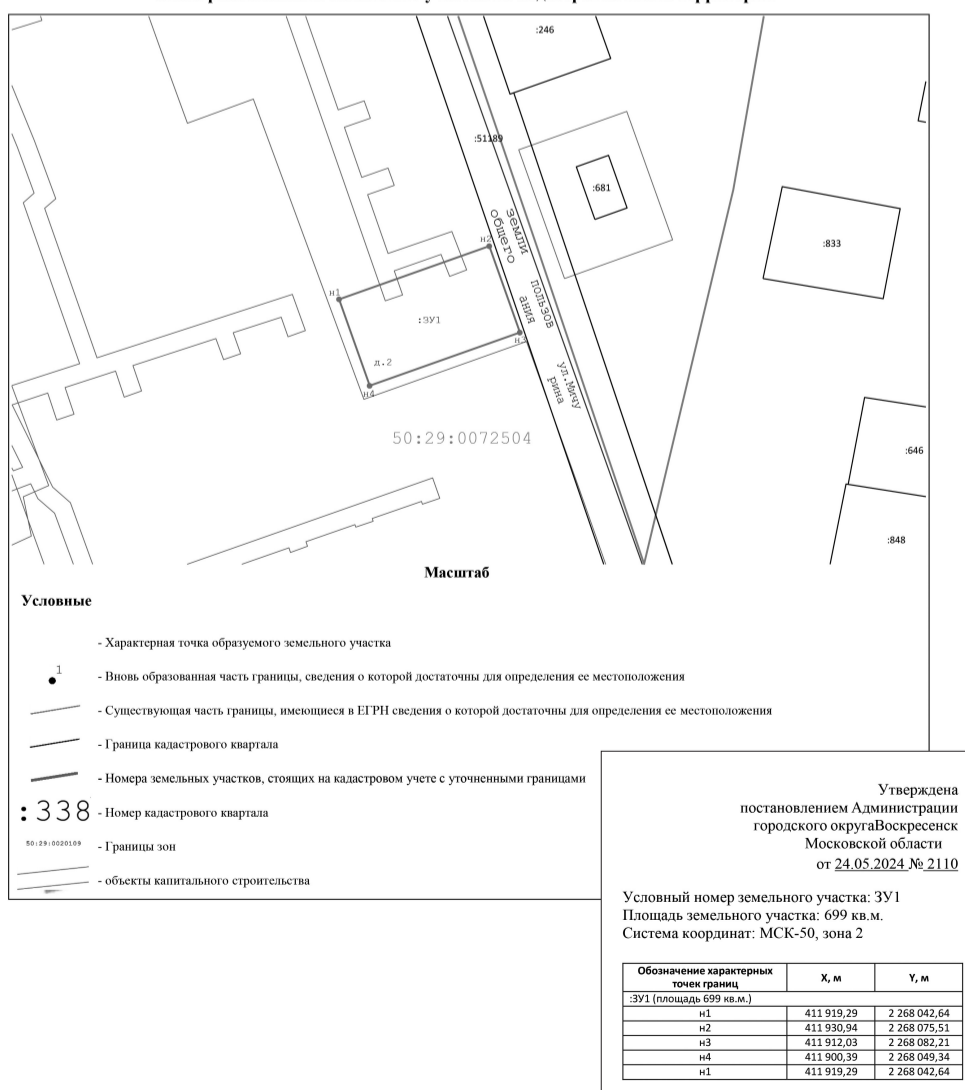 :246
:51189
:681
:833
земли
общего
пользов
ания
н2
н1
:ЗУ1
н3
д.2
н4
ул.Мичу
рина
50:29:0072504
:646
:848
Масштаб
Условные
- Характерная точка образуемого земельного участка
1
- Вновь образованная часть границы, сведения о которой достаточны для определения ее местоположения
- Существующая часть границы, имеющиеся в ЕГРН сведения о которой достаточны для определения ее местоположения
- Граница кадастрового квартала
- Номера земельных участков, стоящих на кадастровом учете с уточненными границами
:338 - Номер кадастрового квартала
50:29:0020109 - Границы зон
- объекты капитального строительства
Утверждена
постановлением Администрации
городского округаВоскресенск
Московской области
от 24.05.2024 № 2110
Условный номер земельного участка: ЗУ1
Площадь земельного участка: 699 кв.м.
Система координат: МСК-50, зона 2
Обозначение характерных точек границ X, м Y, м
:ЗУ1 (площадь 699 кв.м.)
н1 411 919,29 2 268 042,64
н2 411 930,94 2 268 075,51
н3 411 912,03 2 268 082,21
н4 411 900,39 2 268 049,34
н1 411 919,29 2 268 042,64